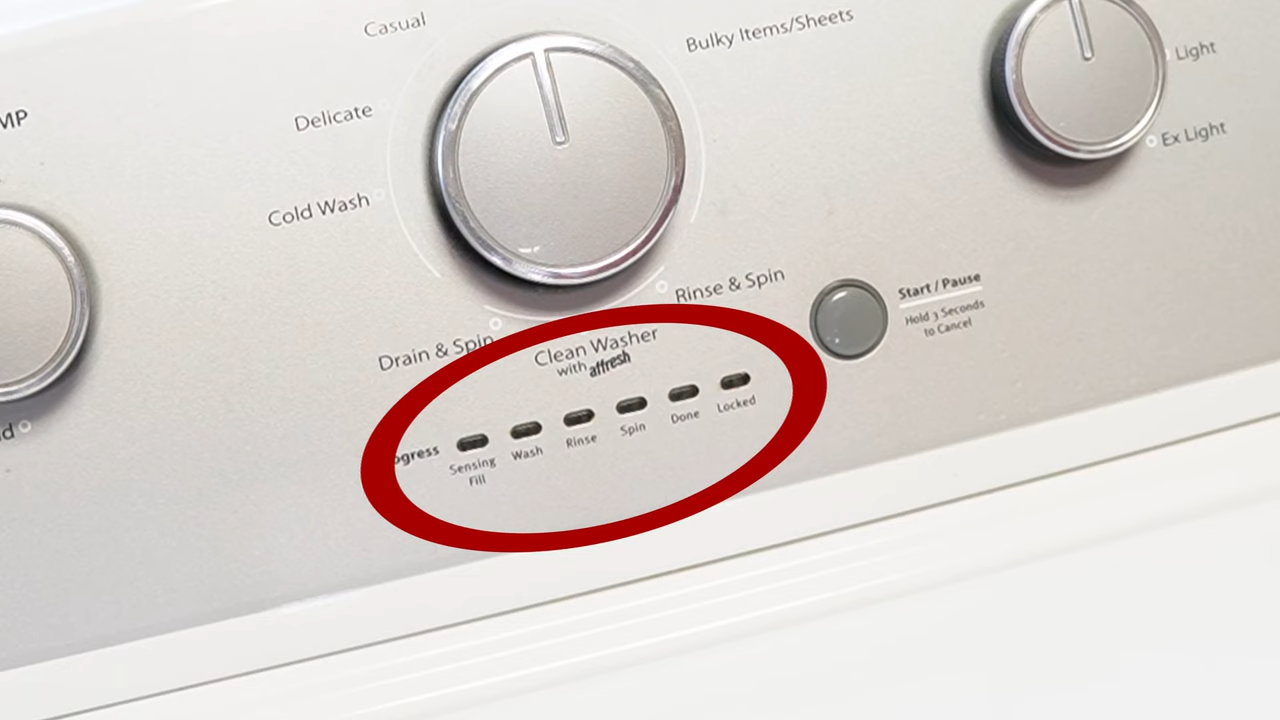 Casual
Bulky Items/Sheets
Light
MP
Delicate
Ex Light
Cold Wash
Rinse & Spin
Start / Pause
Hold 3 Seconds
to Cancel
Drain & Spin
Clean Washer
with affresh
ogress
Sensing
Fill
Wash
Rinse
Spin
Done
Locked
d